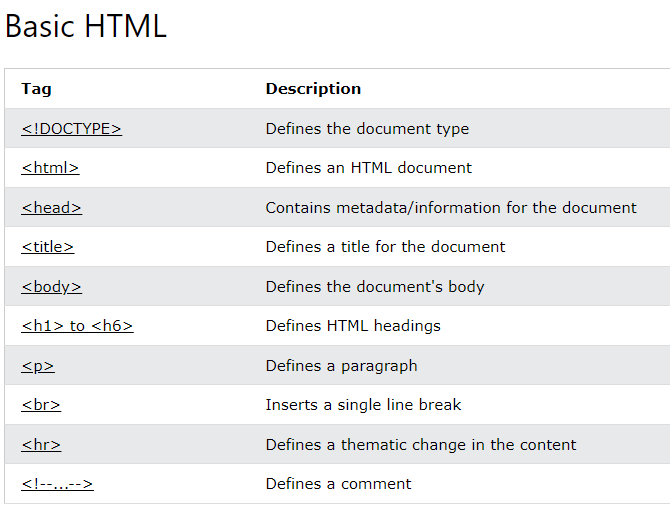 Basic HTML
Tag Description
<!DOCTYPE> Defines the document type
<html> Defines an HTML document
<head> Contains metadata/information for the document
<title> Defines a title for the document
<body> Defines the document's body
<h1> to <h6> Defines HTML headings
<p> Defines a paragraph
<br> Inserts a single line break
<hr> Defines a thematic change in the content
<!--...--> Defines a comment